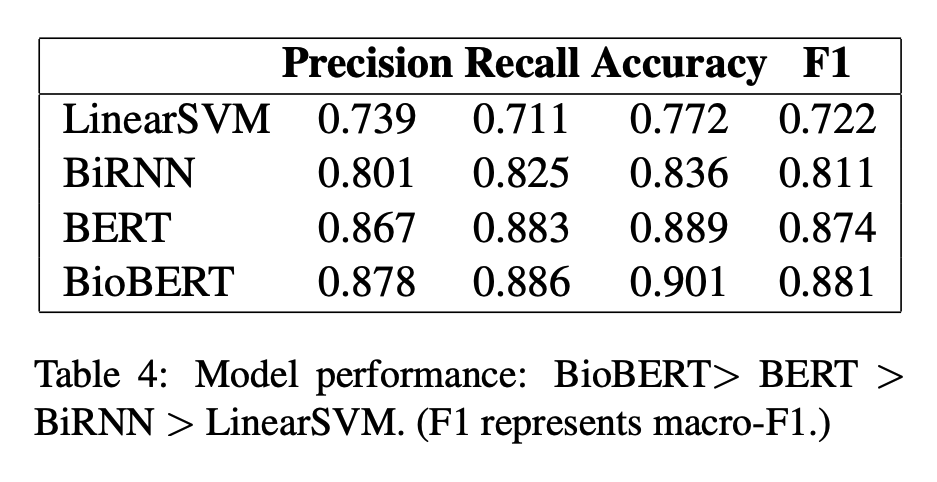 Precision Recall Accuracy F1
LinearSVM 0.739 0.711 0.772 0.722
BiRNN 0.801 0.825 0.836 0.811
BERT 0.867 0.883 0.889 0.874
BioBERT 0.878 0.886 0.901 0.881
Table 4: Model performance: BioBERT> BERT >
BiRNN > LinearSVM. (F1 represents macro-F1.)